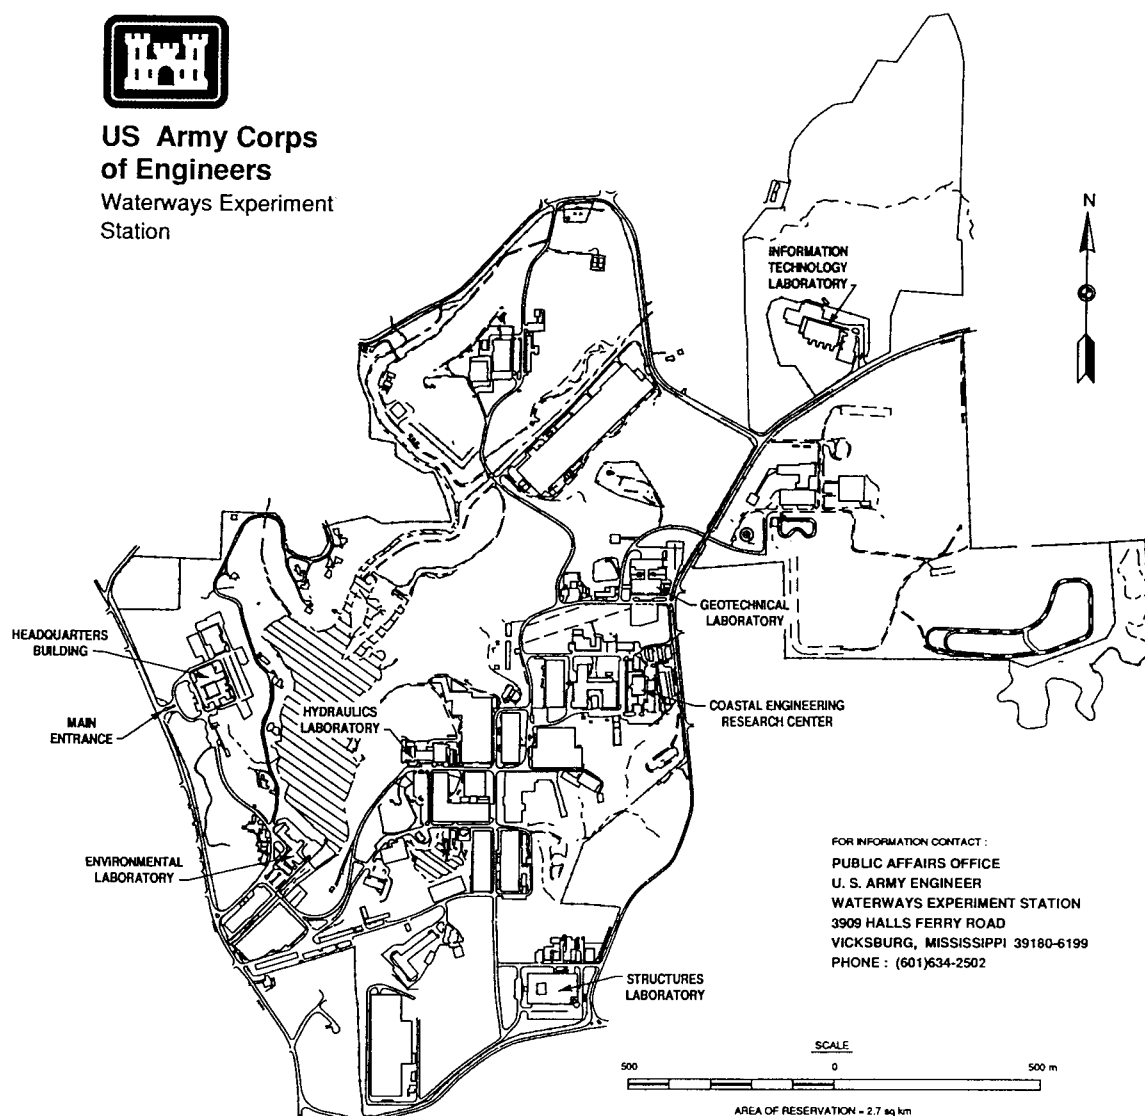 US Army Corps
of Engineers
Waterways Experiment
Station
N
INFORMATION
TECHNOLOGY
LABORATORY
GEOTECHNICAL
LABORATORY
HEADQUARTERS
BUILDING
MAIN
ENTRANCE
HYDRAULICS
LABORATORY
COASTAL ENGINEERING
RESEARCH CENTER
ENVIRONMENTAL
LABORATORY
STRUCTURES
LABORATORY
FOR INFORMATION CONTACT :
PUBLIC AFFAIRS OFFICE
U. S. ARMY ENGINEER
WATERWAYS EXPERIMENT STATION
3909 HALLS FERRY ROAD
VICKSBURG, MISSISSIPPI 39180-6199
PHONE : (601)634-2502
SCALE
500 0 500 m
AREA OF RESERVATION = 2.7 sq km